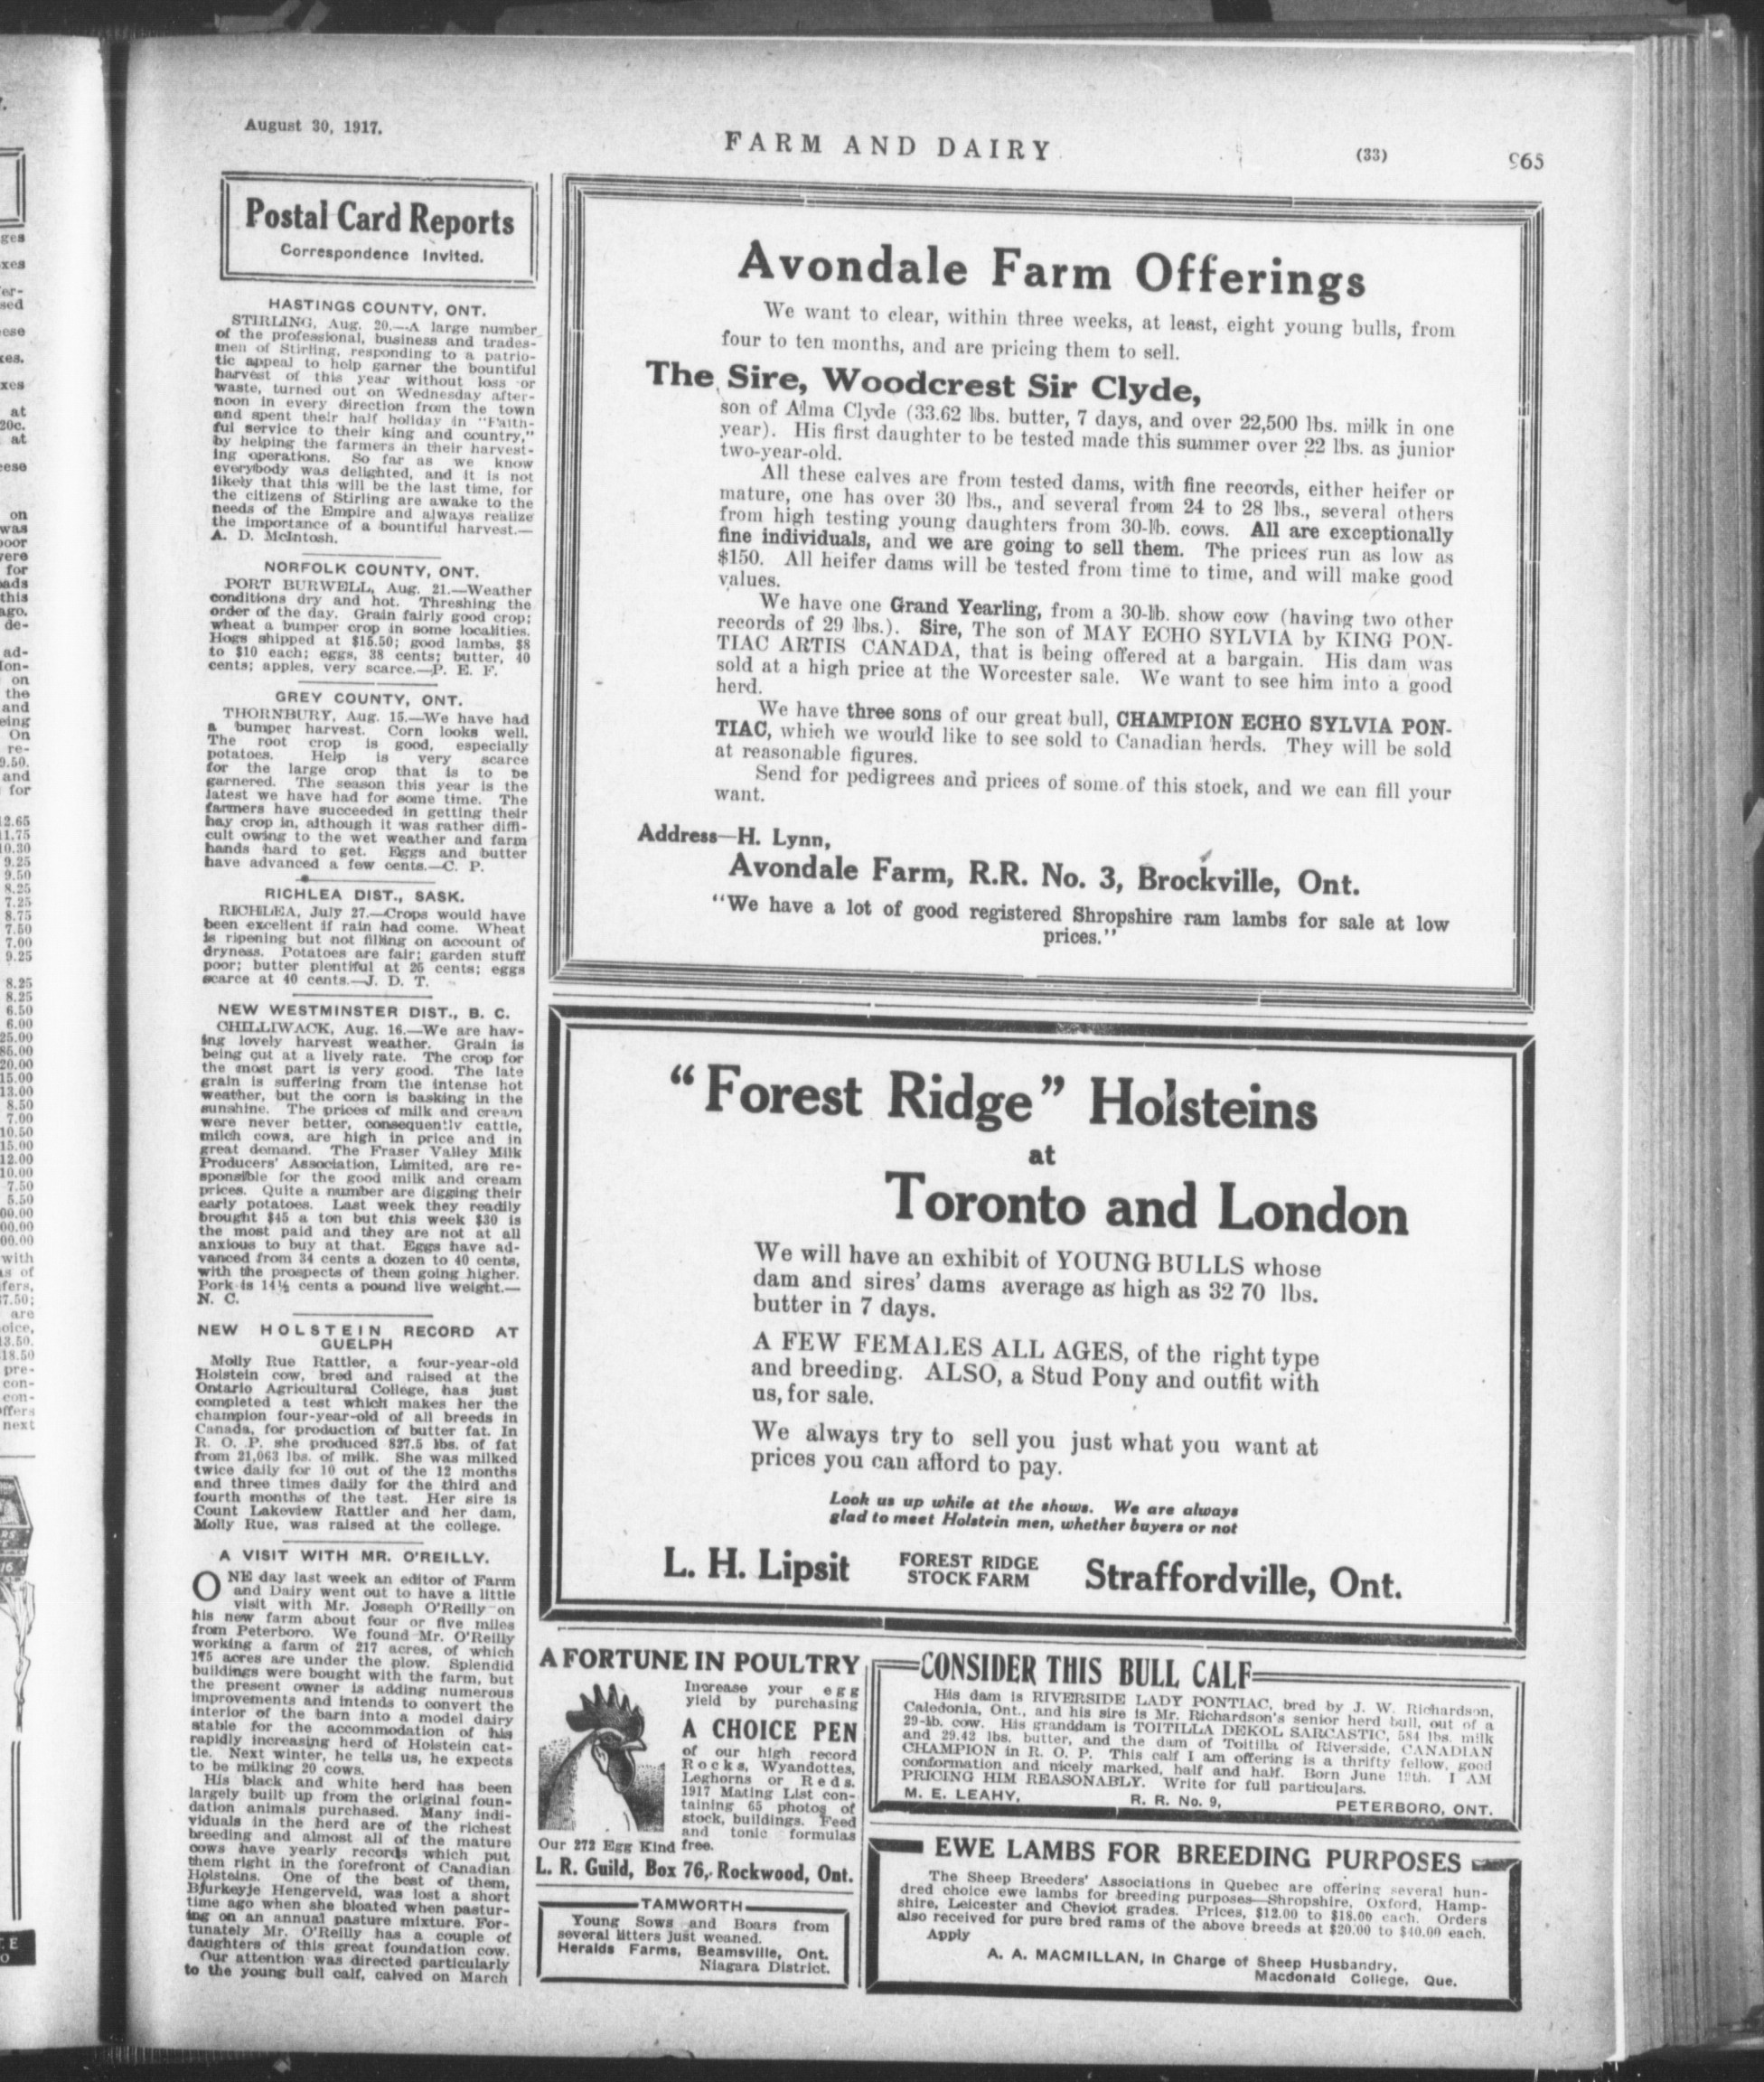 August 30, 1917.
FARM AND DAIRY
(33)
965
Postal Card Reports
Correspondence Invited.
HASTINGS COUNTY, ONT.
STIRLING, Aug. 20.—A large number
of the professional, business and trades-
men of Stirling, responding to a patrio-
tic appeal to help garner the bountiful
harvest of this year without loss or
waste, turned out on Wednesday after-
noon in every direction from the town
and spent their half holiday in "Faith-
ful service to their king and country,"
by helping the farmers in their harvest-
ing operations. So far as we know
everybody was delighted, and it is not
likely that this will be the last time, for
the citizens of Stirling are awake to the
needs of the Empire and always realize
the importance of a bountiful harvest.—
A. D. McIntosh.
NORFOLK COUNTY, ONT.
PORT BURWELL, Aug. 21.—Weather
conditions dry and hot. Threshing the
order of the day. Grain fairly good crop;
wheat a bumper crop in some localities.
Hogs shipped at $15.50; good lambs, $8
to $10 each; eggs, 38 cents; butter, 40
cents; apples, very scarce.—P. E. F.
GREY COUNTY, ONT.
THORNBURY, Aug. 15.—We have had
a bumper harvest. Corn looks well.
The root crop is good, especially
potatoes. Help is very scarce
for the large crop that is to be
garnered. The season this year is the
latest we have had for some time. The
farmers have succeeded in getting their
hay crop in, although it was rather diffi-
cult owing to the wet weather and farm
hands hard to get. Eggs and butter
have advanced a few cents.—C. P.
RICHLEA DIST., SASK.
RICHLEA, July 27.—Crops would have
been excellent if rain had come. Wheat
is ripening but not filling on account of
dryness. Potatoes are fair; garden stuff
poor; butter plentiful at 25 cents; eggs
scarce at 40 cents.—J. D. T.
NEW WESTMINSTER DIST., B. C.
CHILLIWACK, Aug. 16.—We are hav-
ing lovely harvest weather. Grain is
being cut at a lively rate. The crop for
the most part is very good. The late
grain is suffering from the intense hot
weather, but the corn is basking in the
sunshine. The prices of milk and cream
were never better, consequently cattle,
milch cows, are high in price and in
great demand. The Fraser Valley Milk
Producers' Association, Limited, are re-
sponsible for the good milk and cream
prices. Quite a number are digging their
early potatoes. Last week they readily
brought $45 a ton but this week $30 is
the most paid and they are not at all
anxious to buy at that. Eggs have ad-
vanced from 34 cents a dozen to 40 cents,
with the prospects of them going higher.
Pork is 14½ cents a pound live weight.—
N. C.
NEW HOLSTEIN RECORD AT
GUELPH
Molly Rue Rattler, a four-year-old
Holstein cow, bred and raised at the
Ontario Agricultural College, has just
completed a test which makes her the
champion four-year-old of all breeds in
Canada, for production of butter fat. In
R. O. P. she produced 827.5 lbs. of fat
from 21,063 lbs. of milk. She was milked
twice daily for 10 out of the 12 months
and three times daily for the third and
fourth months of the test. Her sire is
Count Lakeview Rattler and her dam,
Molly Rue, was raised at the college.
A VISIT WITH MR. O'REILLY.
ONE day last week an editor of Farm
and Dairy went out to have a little
visit with Mr. Joseph O'Reilly on
his new farm about four or five miles
from Peterboro. We found Mr. O'Reilly
working a farm of 217 acres, of which
175 acres are under the plow. Splendid
buildings were bought with the farm, but
the present owner is adding numerous
improvements and intends to convert the
interior of the barn into a model dairy
stable for the accommodation of his
rapidly increasing herd of Holstein cat-
tle. Next winter, he tells us, he expects
to be milking 20 cows.
His black and white herd has been
largely built up from the original foun-
dation animals purchased. Many indi-
viduals in the herd are of the richest
breeding and almost all of the mature
cows have yearly records which put
them right in the forefront of Canadian
Holsteins. One of the best of them,
Bjurkeyje Hengerveld, was lost a short
time ago when she bloated when pastur-
ing on an annual pasture mixture. For-
tunately Mr. O'Reilly has a couple of
daughters of this great foundation cow.
Our attention was directed particularly
to the young bull calf, calved on March
Avondale Farm Offerings
We want to clear, within three weeks, at least, eight young bulls, from
four to ten months, and are pricing them to sell.
The Sire, Woodcrest Sir Clyde,
son of Alma Clyde (33.62 lbs. butter, 7 days, and over 22,500 lbs. milk in one
year). His first daughter to be tested made this summer over 22 lbs. as junior
two-year-old.
All these calves are from tested dams, with fine records, either heifer or
mature, one has over 30 lbs., and several from 24 to 28 lbs., several others
from high testing young daughters from 30-lb. cows. All are exceptionally
fine individuals, and we are going to sell them. The prices run as low as
$150. All heifer dams will be tested from time to time, and will make good
values.
We have one Grand Yearling, from a 30-lb. show cow (having two other
records of 29 lbs.). Sire, The son of MAY ECHO SYLVIA by KING PON-
TIAC ARTIS CANADA, that is being offered at a bargain. His dam was
sold at a high price at the Worcester sale. We want to see him into a good
herd.
We have three sons of our great bull, CHAMPION ECHO SYLVIA PON-
TIAC, which we would like to see sold to Canadian herds. They will be sold
at reasonable figures.
Send for pedigrees and prices of some of this stock, and we can fill your
want.
Address—H. Lynn,
Avondale Farm, R.R. No. 3, Brockville, Ont.
"We have a lot of good registered Shropshire ram lambs for sale at low
prices."
"Forest Ridge" Holsteins
at
Toronto and London
We will have an exhibit of YOUNG BULLS whose
dam and sires' dams average as high as 32 70 lbs.
butter in 7 days.
A FEW FEMALES ALL AGES, of the right type
and breeding. ALSO, a Stud Pony and outfit with
us, for sale.
We always try to sell you just what you want at
prices you can afford to pay.
Look us up while at the shows. We are always
glad to meet Holstein men, whether buyers or not
L. H. Lipsit
FOREST RIDGE
STOCK FARM
Straffordville, Ont.
A FORTUNE IN POULTRY
Increase your egg
yield by purchasing
A CHOICE PEN
of our high record
Rocks, Wyandottes,
Leghorns or Reds.
1917 Mating List con-
taining 65 photos of
stock, buildings. Feed
and tonic formulas
free.
Our 272 Egg Kind
L. R. Guild, Box 76, Rockwood, Ont.
TAMWORTH
Young Sows and Boars from
several litters just weaned.
Heralds Farms, Beamsville, Ont.
Niagara District.
CONSIDER THIS BULL CALF
His dam is RIVERSIDE LADY PONTIAC, bred by J. W. Richardson,
Caledonia, Ont., and his sire is Mr. Richardson's senior herd bull, out of a
29-lb. cow. His granddam is TOITILLA DEKOL SARCASTIC, 584 lbs. milk
and 29.42 lbs. butter, and the dam of Toitilla of Riverside, CANADIAN
CHAMPION in R. O. P. This calf I am offering is a thrifty fellow, good
conformation and nicely marked, half and half. Born June I AM
PRICING HIM REASONABLY. Write for full particulars.
M. E. LEAHY, R. R. No. 9, PETERBORO, ONT.
EWE LAMBS FOR BREEDING PURPOSES
The Sheep Breeders' Associations in Quebec are offering several hun-
dred choice ewe lambs for breeding purposes—Shropshire, Oxford, Hamp-
shire, Leicester and Cheviot grades. Prices, $12.00 to $18.00 each. Orders
also received for pure bred rams of the above breeds at $20.00 to $40.00 each.
Apply
A. A. MACMILLAN, In Charge of Sheep Husbandry,
Macdonald College, Que.